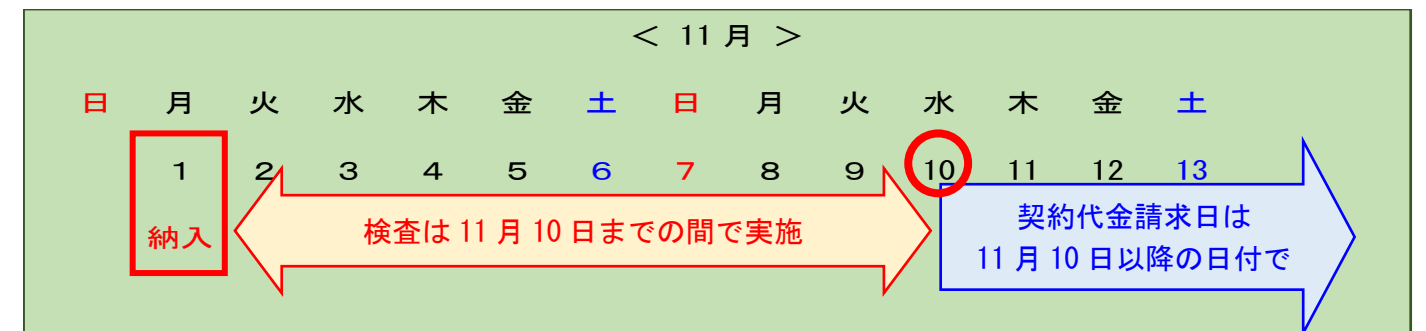 ＜ 11 月 ＞
日 月 火 水 木 金 土 日 月 火 水 木 金 土
1 2 3 4 5 6 7 8 9 10 11 12 13
納入
検査は 11 月 10 日までの間で実施
契約代金請求日は
11 月 10 日以降の日付で